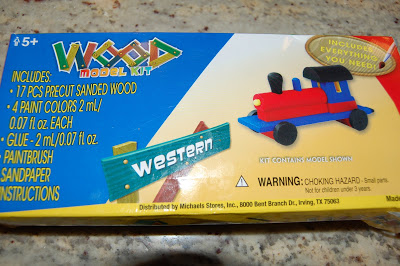 5+
WOOD
MODEL KIT
INCLUDES:
• 17 PCS PRECUT SANDED WOOD
• 4 PAINT COLORS 2 mL/
0.07 fl oz. EACH
• GLUE - 2 mL/0.07 fl oz.
• PAINTBRUSH
SANDPAPER
INSTRUCTIONS
INCLUDES
EVERYTHING
YOU NEED!
Western
KIT CONTAINS MODEL SHOWN
WARNING: CHOKING HAZARD - Small parts.
Not for children under 3 years.
Distributed by Michaels Stores, Inc., 8000 Bent Branch Dr., Irving, TX 75063
Made